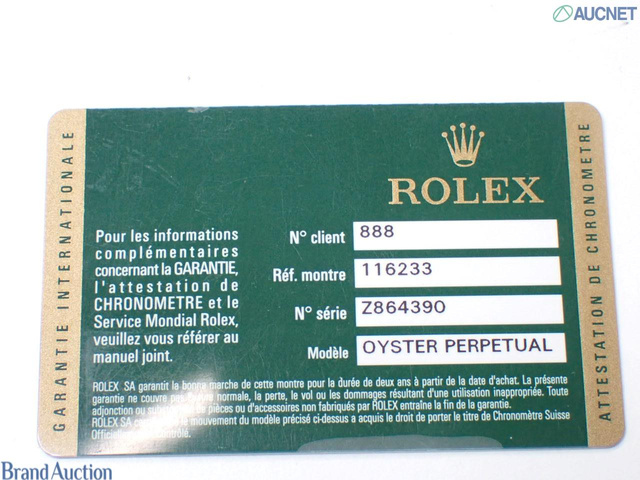 AUCNET
ROLEX
GARANTIE INTERNATIONALE
ATTESTATION DE CHRONOMETRE
Pour les informations
complémentaires
concernant la GARANTIE,
l'attestation de
CHRONOMETRE et le
Service Mondial Rolex,
veuillez vous référer au
manuel joint.
N° client 888
Réf. montre 116233
N° série Z864390
Modèle OYSTER PERPETUAL
ROLEX SA garantit la bonne marche de cette montre pour la durée de deux ans à partir de la date d'achat. La présente
garantie ne couvre pas l'usure normale, la perte, le vol ou les dommages résultant d'une utilisation inappropriée. Toute
adjonction ou de pièces ou d'accessoires non fabriqués par ROLEX entraîne la fin de la garantie.
ROLEX SA le mouvement du modèle précisé ci-dessus a acquis le droit de porter le titre de Chronomètre Suisse
Brand Auction